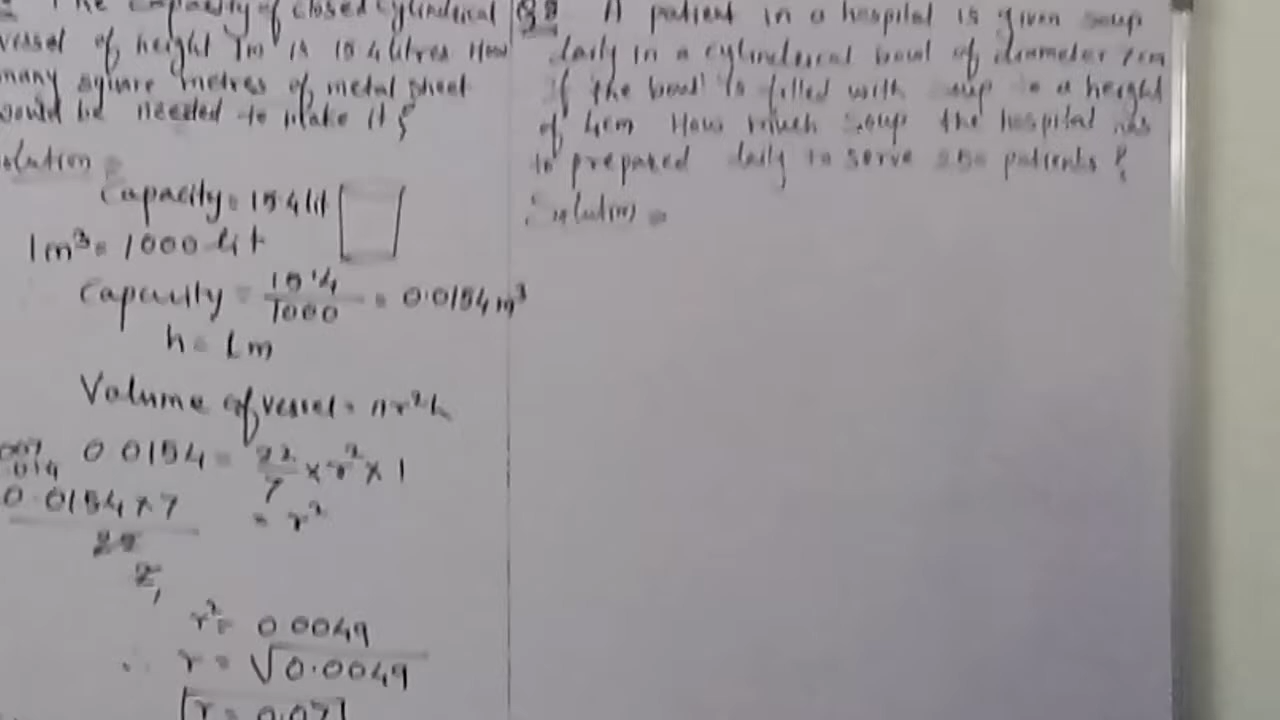 The capacity of closed cylindrical
vessel of height 1m is 15.4 litres How
many square metres of metal sheet
would be needed to make it?
Solution
Capacity = 15.4 lit
1m³ = 1000 lit
Capacity = 15.4/1000 = 0.0154 m³
h = 1m
Volume of vessel = πr²h
0.0154 = 22/7 × r² × 1
0.0154 × 7/22 = r²
2
r² = 0.0049
∴ r = √0.0049
r = 0.07
Q8 A patient in a hospital is given soup
daily in a cylindrical bowl of diameter 7cm
If the bowl is filled with soup to a height
of 4cm How much soup the hospital has
to prepared daily to serve 250 patients ?
Solution